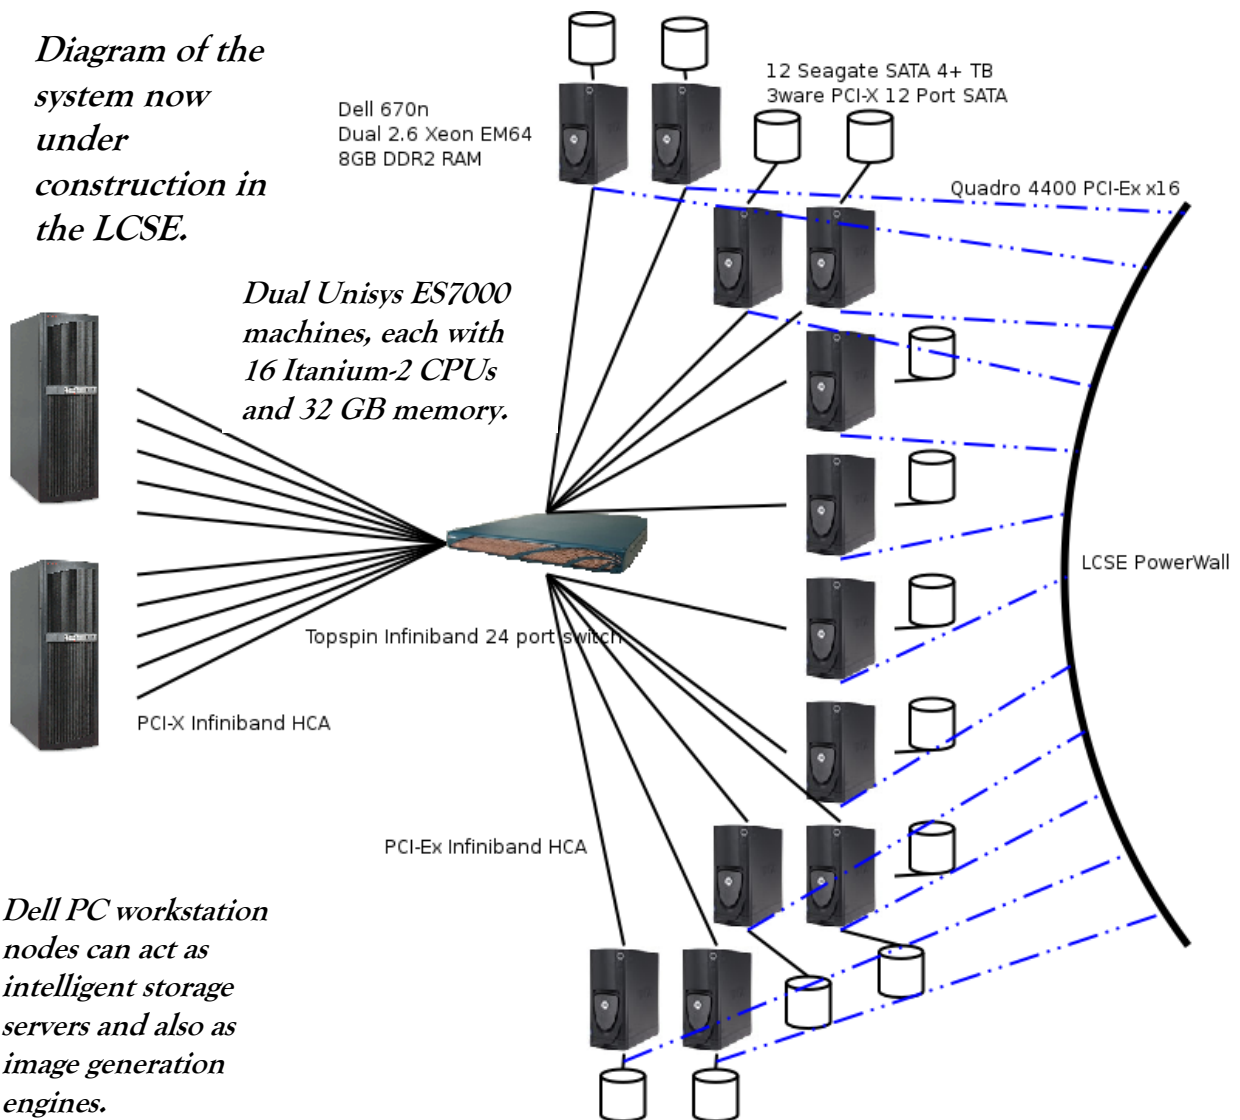 Diagram of the
system now
under
construction in
the LCSE.
Dell 670n
Dual 2.6 Xeon EM64
8GB DDR2 RAM
12 Seagate SATA 4+ TB
3ware PCI-X 12 Port SATA
Quadro 4400 PCI-Ex x16
Dual Unisys ES7000
machines, each with
16 Itanium-2 CPUs
and 32 GB memory.
LCSE PowerWall
Topspin Infiniband 24 port switch
PCI-X Infiniband HCA
PCI-Ex Infiniband HCA
Dell PC workstation
nodes can act as
intelligent storage
servers and also as
image generation
engines.